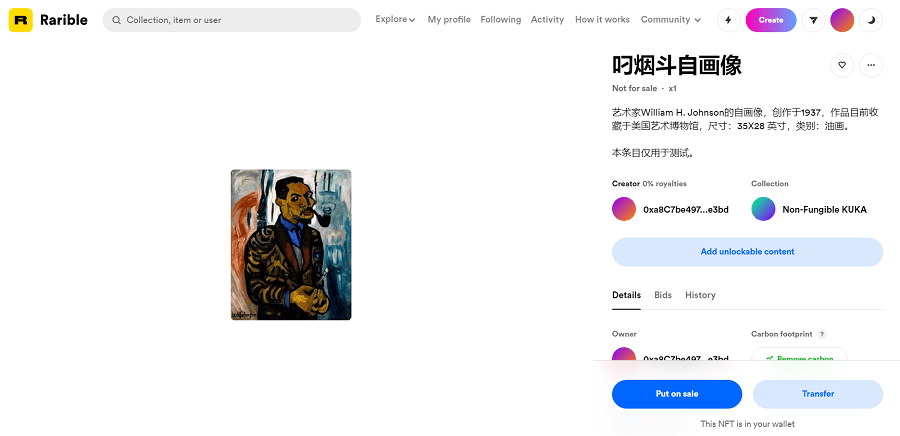 Rarible
Collection, item or user
Explore
My profile
Following
Activity
How it works
Community
Create
叼烟斗自画像
Not for sale · x1
艺术家William H. Johnson的自画像，创作于1937，作品目前收
藏于美国艺术博物馆，尺寸：35X28 英寸，类别：油画。
本条目仅用于测试。
Creator 0% royalties
Collection
0xa8C7be497...e3bd
Non-Fungible KUKA
Add unlockable content
Details
Bids
History
Owner
Carbon footprint ?
0xa8C7be497...e3bd
Remove carbon
Put on sale
Transfer
This NFT is in your wallet